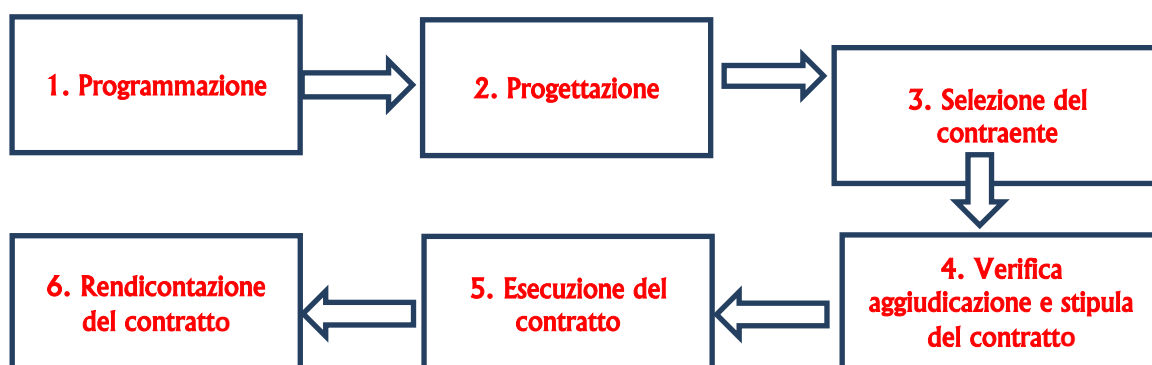 1. Programmazione
2. Progettazione
3. Selezione del
contraente
4. Verifica
aggiudicazione e stipula
del contratto
5. Esecuzione del
contratto
6. Rendicontazione
del contratto